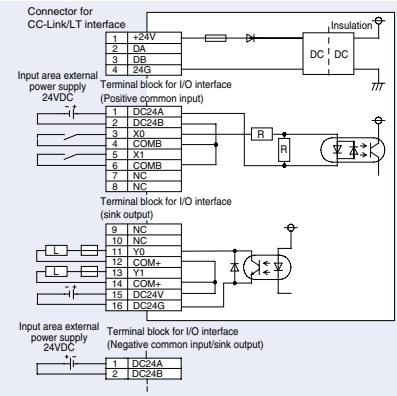 Connector for
CC-Link/LT interface
Insulation
1 +24V
2 DA
3 DB
4 24G
DC DC
Input area external
power supply
24VDC
Terminal block for I/O interface
(Positive common input)
- +
1 DC24A
2 DC24B
3 X0
4 COMB
5 X1
6 COMB
7 NC
8 NC
R
R
Terminal block for I/O interface
(sink output)
9 NC
10 NC
11 Y0
12 COM+
13 Y1
14 COM+
15 DC24V
16 DC24G
L
L
- +
Input area external
power supply
24VDC
Terminal block for I/O interface
(Negative common input/sink output)
+ -
1 DC24A
2 DC24B